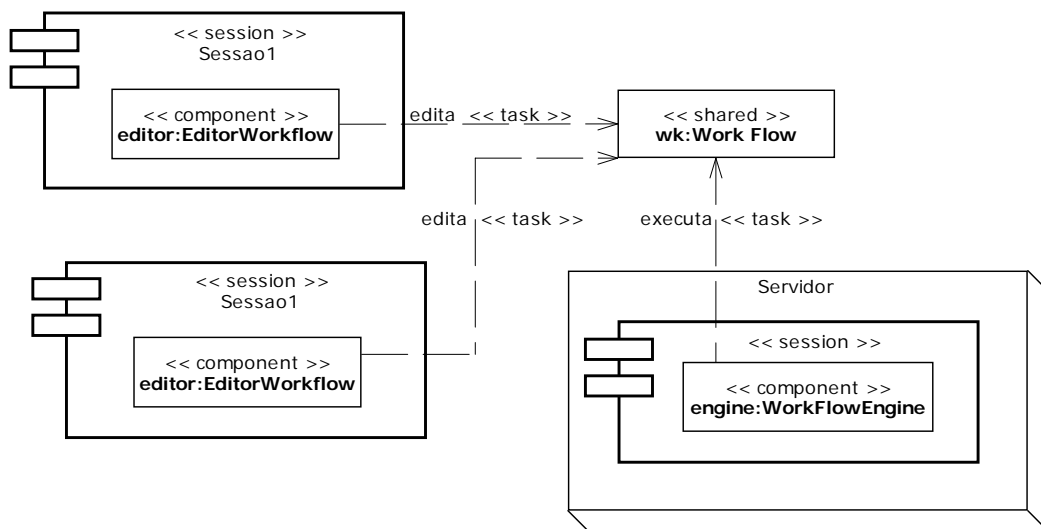 << session >>
Sessao1
<< component >>
editor:EditorWorkflow
edita << task >>
<< shared >>
wk:Work Flow
edita << task >>
executa << task >>
<< session >>
Sessao1
<< component >>
editor:EditorWorkflow
Servidor
<< session >>
<< component >>
engine:WorkFlowEngine